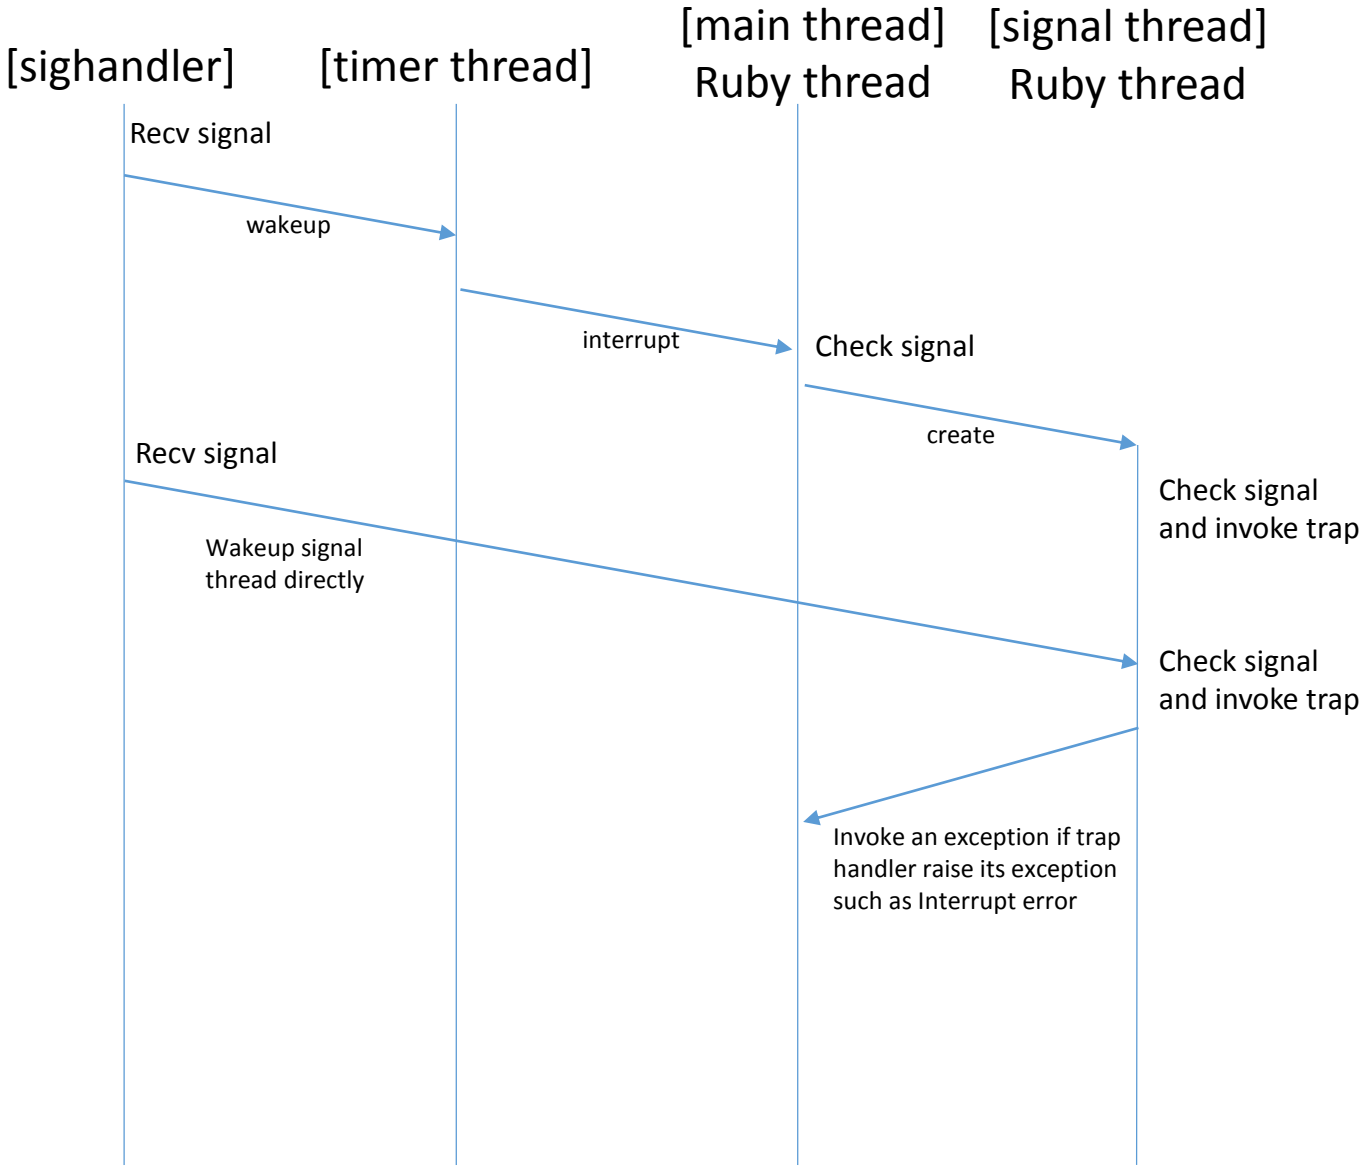 [sighandler]
[timer thread]
[main thread]
Ruby thread
[signal thread]
Ruby thread
Recv signal
wakeup
interrupt
Check signal
create
Recv signal
Check signal
and invoke trap
Wakeup signal
thread directly
Check signal
and invoke trap
Invoke an exception if trap
handler raise its exception
such as Interrupt error